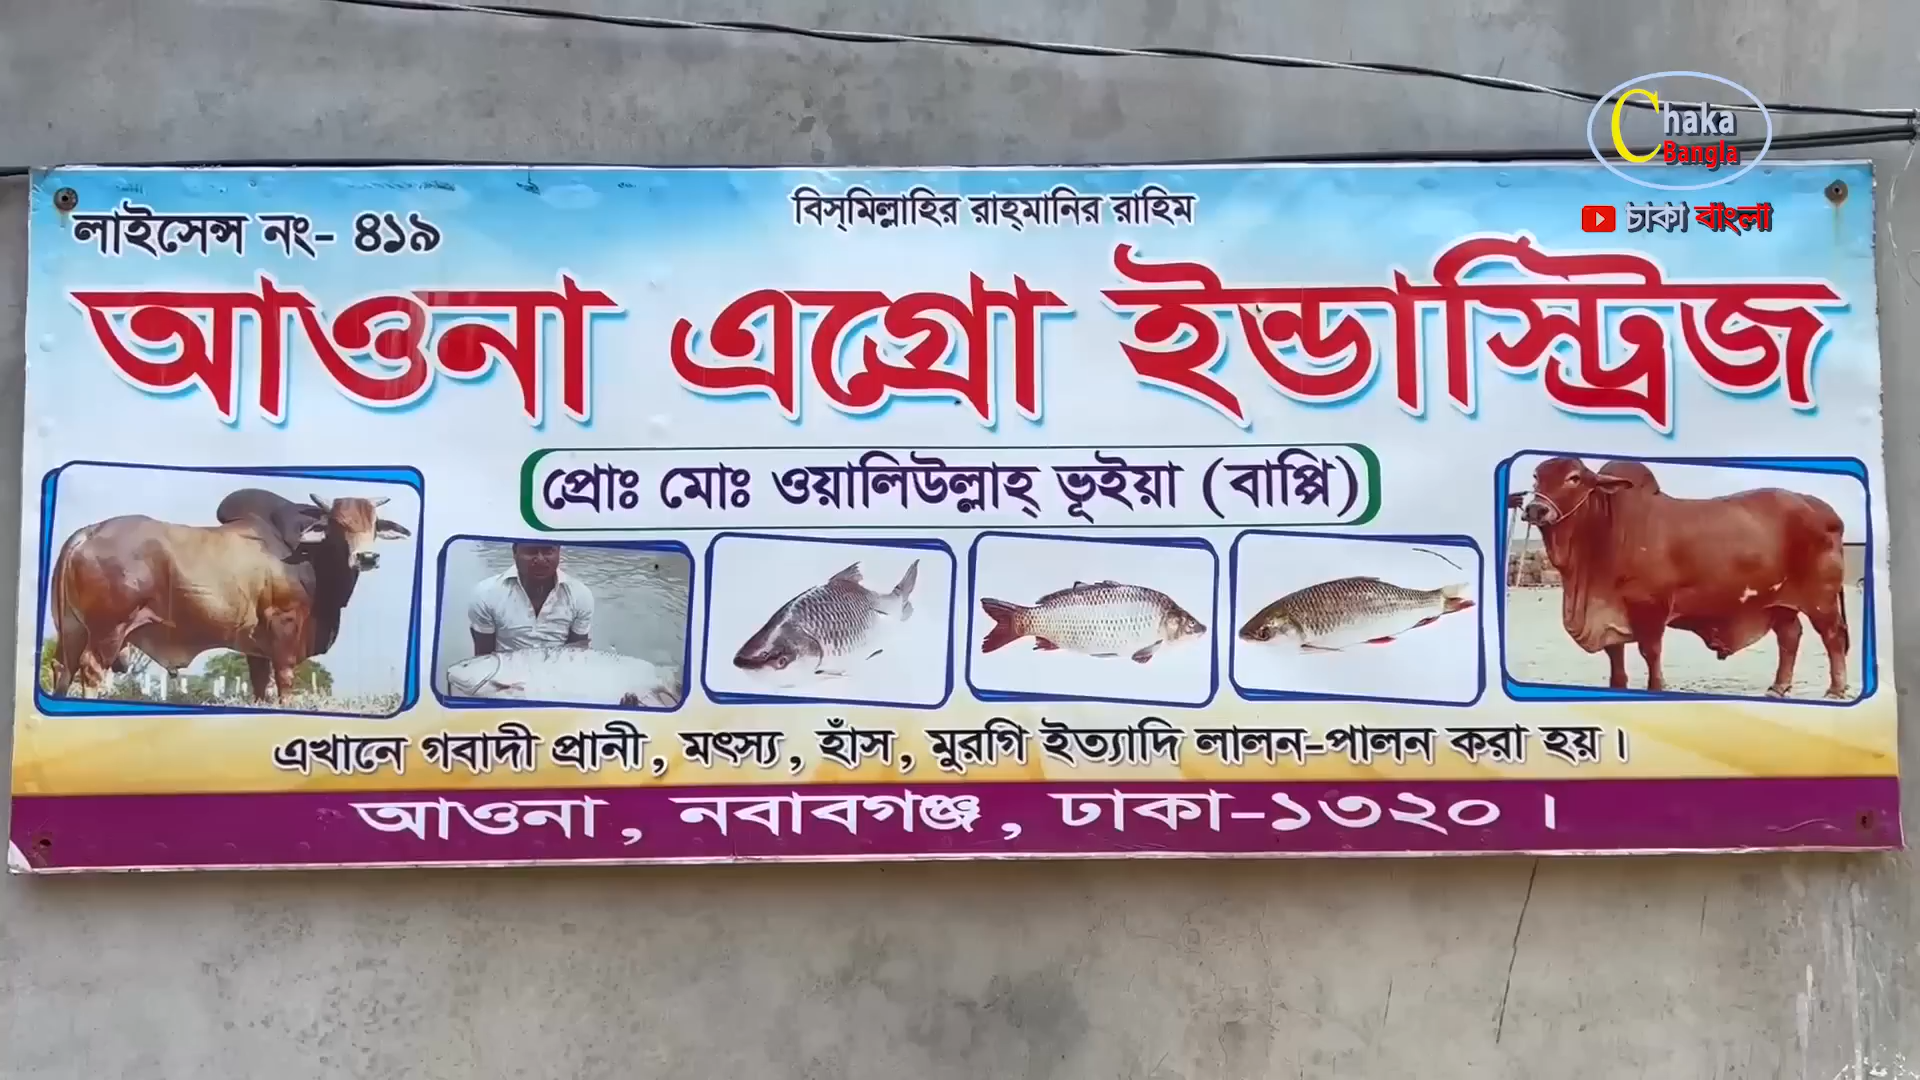 Chaka
Bangla
চাকা বাংলা
বিস্‌মিল্লাহির রাহ্‌মানির রাহিম
লাইসেন্স নং- ৪১৯
আওনা এগ্রো ইন্ডাস্ট্রিজ
প্রোঃ মোঃ ওয়ালিউল্লাহ্‌ ভূইয়া (বাপ্পি)
এখানে গবাদী প্রানী, মৎস্য, হাঁস, মুরগি ইত্যাদি লালন-পালন করা হয়।
আওনা, নবাবগঞ্জ, ঢাকা-১৩২০।